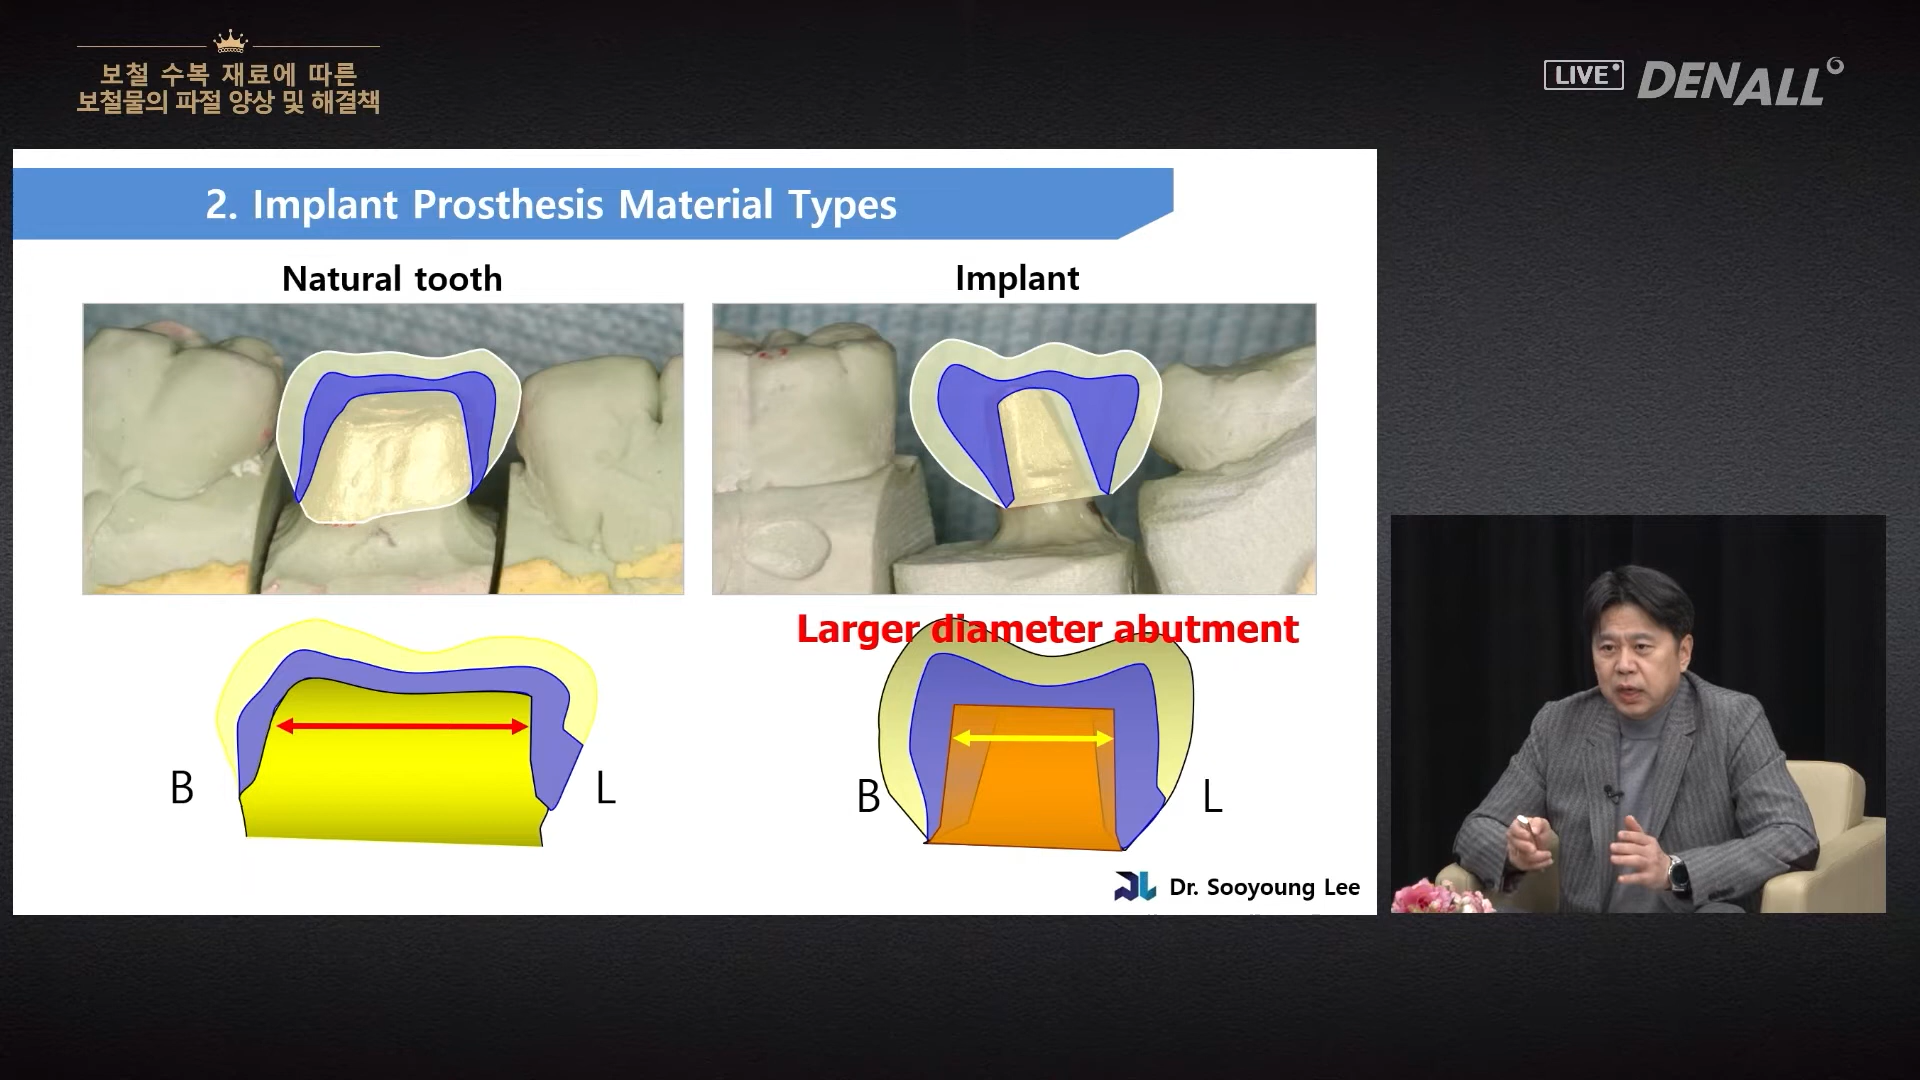 보철 수복 재료에 따른
보철물의 파절 양상 및 해결책
LIVE
DENALL
2. Implant Prosthesis Material Types
Natural tooth
Implant
Larger diameter abutment
B
L
B
L
Dr. Sooyoung Lee